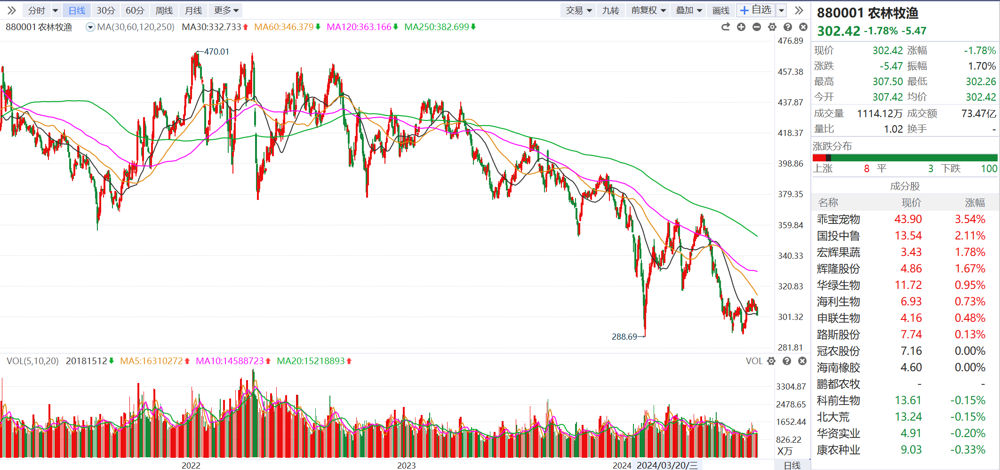 分时 日线 30分 60分 周线 月线 更多 交易 九转 前复权 叠加 画线 自选
880001 农林牧渔 MA(30,60,120,250) MA30:332.733 MA60:346.379 MA120:363.166 MA250:382.699
476.89
←470.01
457.38
437.87
418.37
398.86
379.35
359.84
340.33
320.83
301.32
288.69→
281.81
VOL(5,10,20) 20181512 MA5:16310272 MA10:14588723 MA20:15218893 VOL
3304.87
2478.65
1652.44
826.22
X万
2022 2023 2024 2024/03/20/三 日线
880001 农林牧渔
302.42 -1.78% -5.47
现价 302.42 涨幅 -1.78%
涨跌 -5.47 振幅 1.70%
最高 307.50 最低 302.26
今开 307.42 均价 302.42
成交量 1114.12万 成交额 73.47亿
量比 1.02 换手 -
涨跌分布
上涨 8 平 3 下跌 100
成分股
名称 现价 涨幅
乖宝宠物 43.90 3.54%
国投中鲁 13.54 2.11%
宏辉果蔬 3.43 1.78%
辉隆股份 4.86 1.67%
华绿生物 11.72 0.95%
海利生物 6.93 0.73%
申联生物 4.16 0.48%
路斯股份 7.74 0.13%
冠农股份 7.16 0.00%
海南橡胶 4.60 0.00%
鹏都农牧 - -
科前生物 13.61 -0.15%
北大荒 13.24 -0.15%
华资实业 4.91 -0.20%
康农种业 9.03 -0.33%